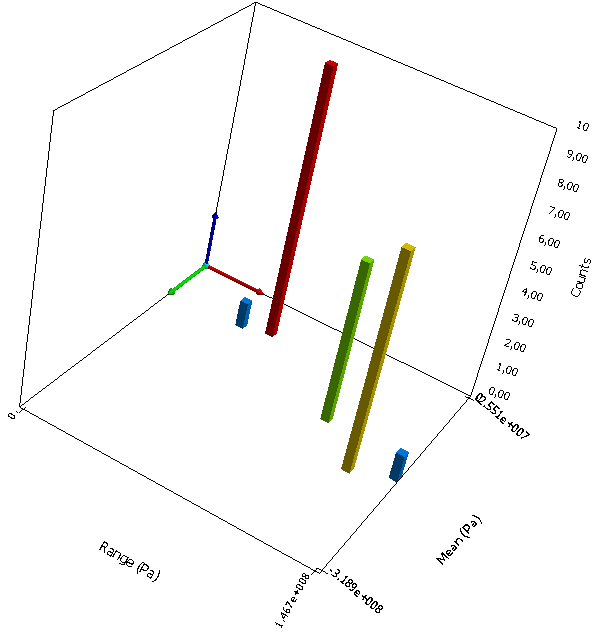 10
9,00
8,00
7,00
6,00
5,00
4,00
3,00
2,00
1,00
0,00
Counts
2.551e+007
Mean (Pa)
-3.189e+008
1.467e+008
Range (Pa)
0.